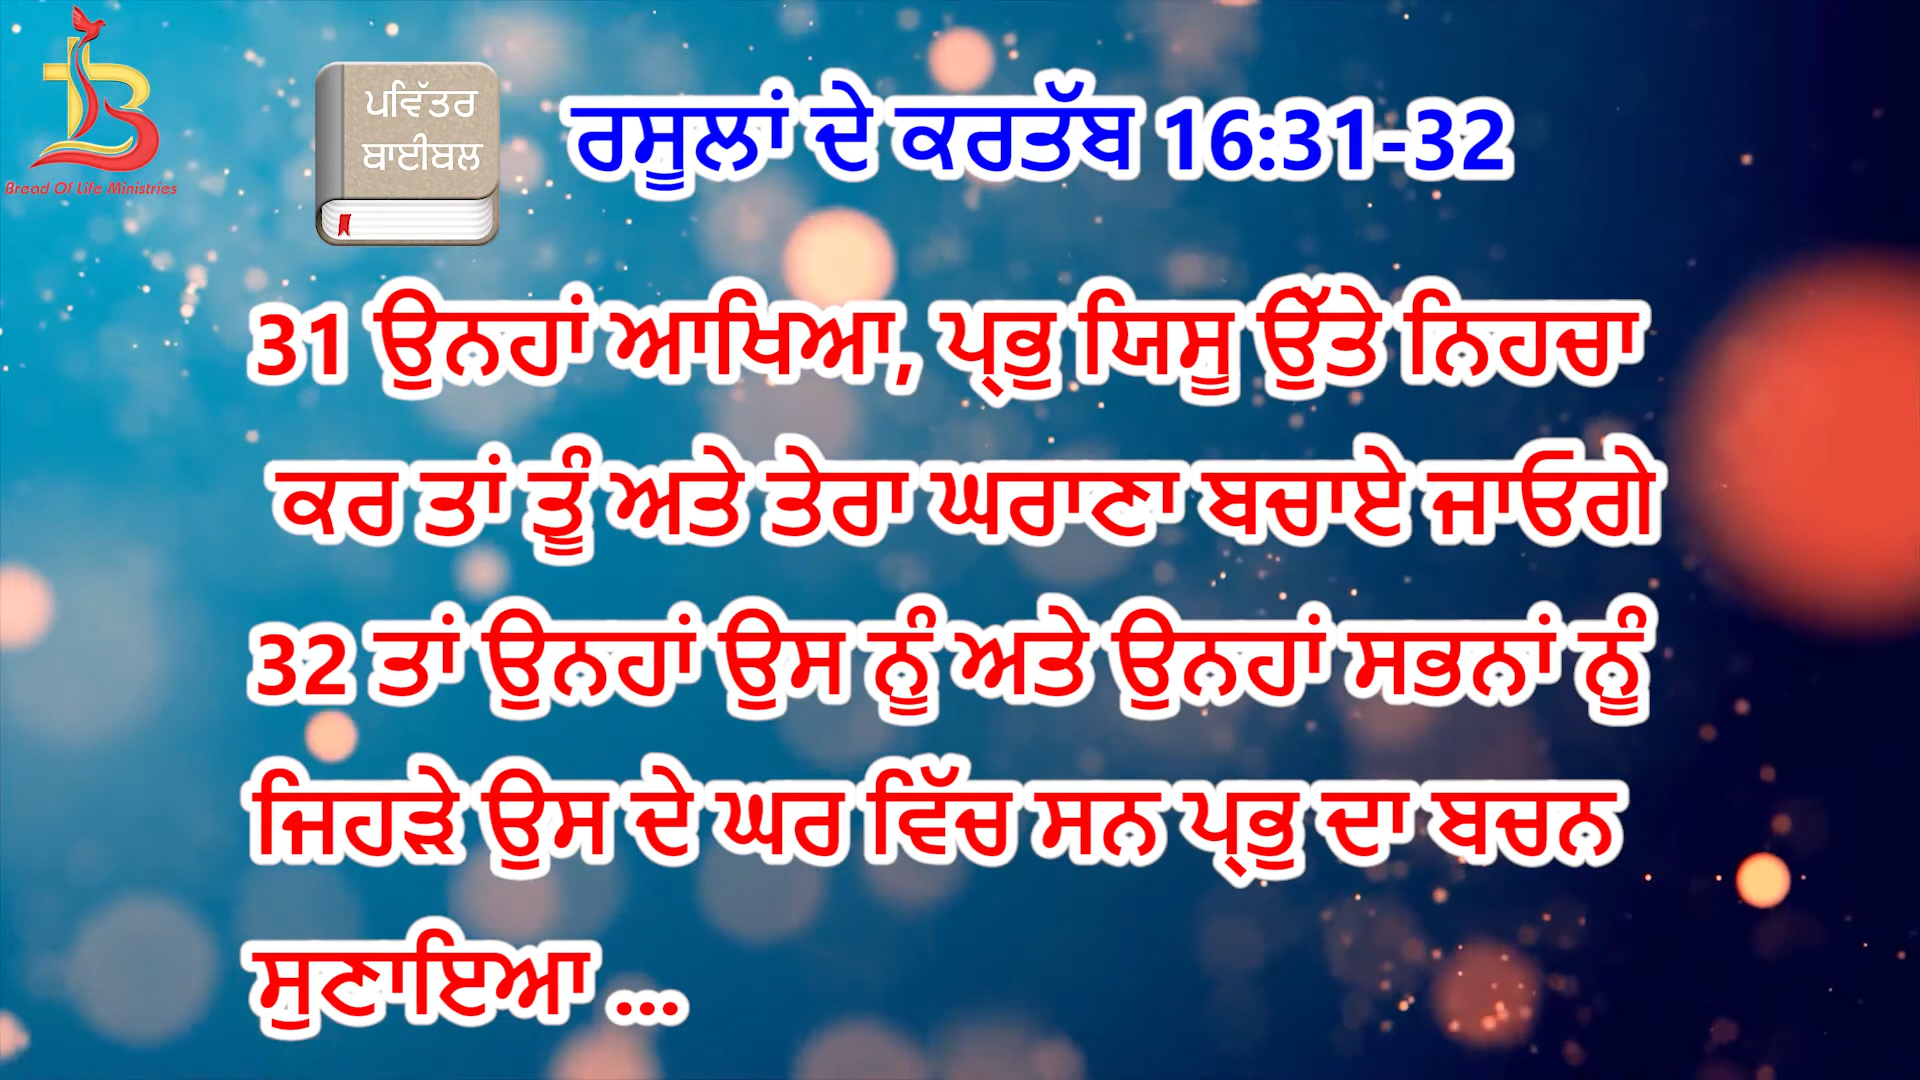 Bread Of Life Ministries
ਪਵਿੱਤਰ
ਬਾਈਬਲ
ਰਸੂਲਾਂ ਦੇ ਕਰਤੱਬ 16:31-32
31 ਉਨਹਾਂ ਆਖਿਆ, ਪ੍ਰਭੁ ਯਿਸੂ ਉੱਤੇ ਨਿਹਚਾ
ਕਰ ਤਾਂ ਤੂੰ ਅਤੇ ਤੇਰਾ ਘਰਾਣਾ ਬਚਾਏ ਜਾਓਗੇ
32 ਤਾਂ ਉਨਹਾਂ ਉਸ ਨੂੰ ਅਤੇ ਉਨਹਾਂ ਸਭਨਾਂ ਨੂੰ
ਜਿਹੜੇ ਉਸ ਦੇ ਘਰ ਵਿੱਚ ਸਨ ਪ੍ਰਭੁ ਦਾ ਬਚਨ
ਸੁਣਾਇਆ ...